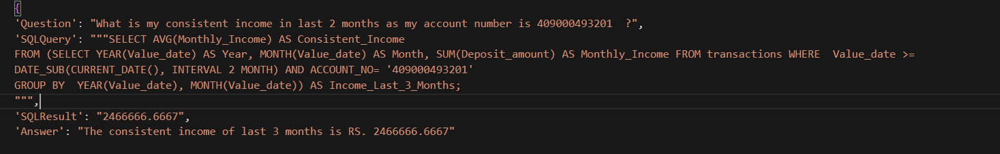 {
'Question': "What is my consistent income in last 2 months as my account number is 409000493201  ?",
'SQLQuery': """SELECT AVG(Monthly_Income) AS Consistent_Income
FROM (SELECT YEAR(Value_date) AS Year, MONTH(Value_date) AS Month, SUM(Deposit_amount) AS Monthly_Income FROM transactions WHERE  Value_date >=
DATE_SUB(CURRENT_DATE(), INTERVAL 2 MONTH) AND ACCOUNT_NO= '409000493201'
GROUP BY  YEAR(Value_date), MONTH(Value_date)) AS Income_Last_3_Months;
""",
'SQLResult': "2466666.6667",
'Answer': "The consistent income of last 3 months is RS. 2466666.6667"